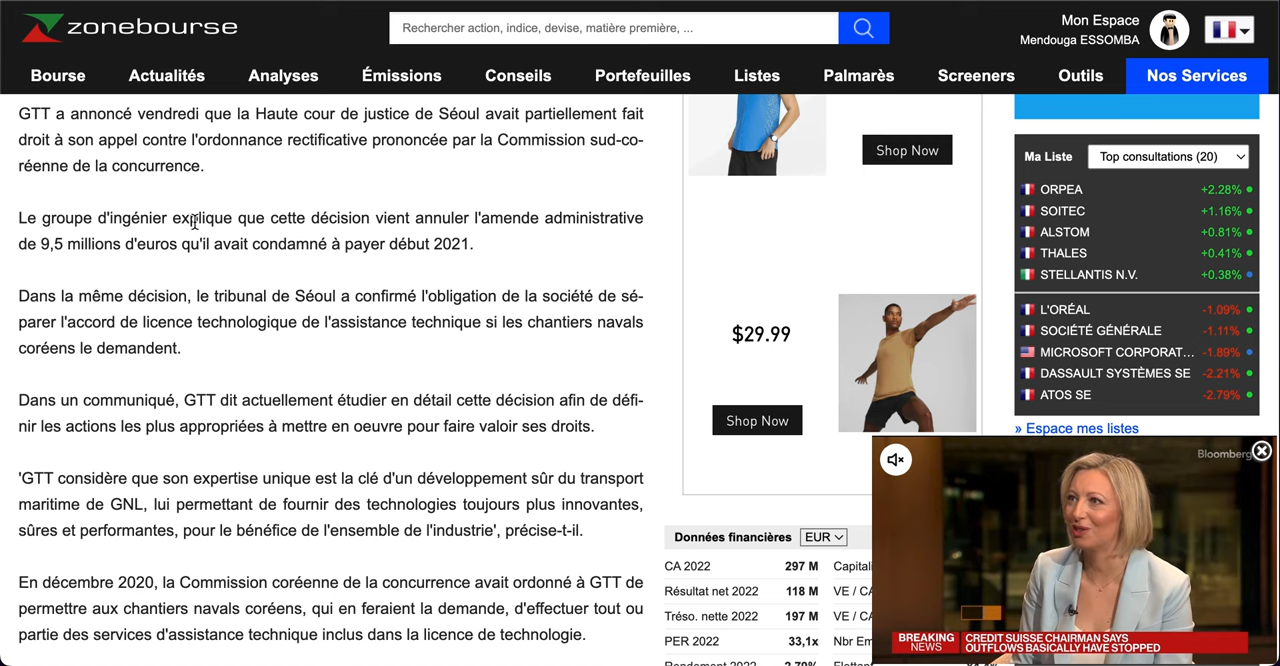 zonebourse
Rechercher action, indice, devise, matière première, ...
Mon Espace
Mendouga ESSOMBA
Bourse
Actualités
Analyses
Émissions
Conseils
Portefeuilles
Listes
Palmarès
Screeners
Outils
Nos Services
GTT a annoncé vendredi que la Haute cour de justice de Séoul avait partiellement fait
droit à son appel contre l'ordonnance rectificative prononcée par la Commission sud-co-
réenne de la concurrence.
Le groupe d'ingénier explique que cette décision vient annuler l'amende administrative
de 9,5 millions d'euros qu'il avait condamné à payer début 2021.
Dans la même décision, le tribunal de Séoul a confirmé l'obligation de la société de sé-
parer l'accord de licence technologique de l'assistance technique si les chantiers navals
coréens le demandent.
Dans un communiqué, GTT dit actuellement étudier en détail cette décision afin de défi-
nir les actions les plus appropriées à mettre en oeuvre pour faire valoir ses droits.
'GTT considère que son expertise unique est la clé d'un développement sûr du transport
maritime de GNL, lui permettant de fournir des technologies toujours plus innovantes,
sûres et performantes, pour le bénéfice de l'ensemble de l'industrie', précise-t-il.
En décembre 2020, la Commission coréenne de la concurrence avait ordonné à GTT de
permettre aux chantiers navals coréens, qui en feraient la demande, d'effectuer tout ou
partie des services d'assistance technique inclus dans la licence de technologie.
Shop Now
$29.99
Shop Now
Données financières EUR
CA 2022 297 M Capitali
Résultat net 2022 118 M VE / CA
Tréso. nette 2022 197 M VE / CA
PER 2022 33,1x Nbr Em
Rendement 2022 2,70% Flottant
Ma Liste Top consultations (20)
ORPEA +2.28%
SOITEC +1.16%
ALSTOM +0.81%
THALES +0.41%
STELLANTIS N.V. +0.38%
L'ORÉAL -1.09%
SOCIÉTÉ GÉNÉRALE -1.11%
MICROSOFT CORPORAT... -1.89%
DASSAULT SYSTÈMES SE -2.21%
ATOS SE -2.79%
» Espace mes listes
Bloomberg
BREAKING NEWS
CREDIT SUISSE CHAIRMAN SAYS
OUTFLOWS BASICALLY HAVE STOPPED